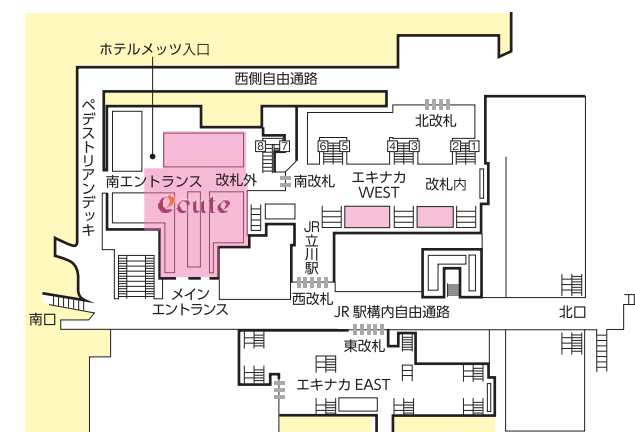 ホテルメッツ入口
西側自由通路
ペデストリアンデッキ
北改札
8 7
6 5
4 3
2 1
南エントランス
改札外
南改札
エキナカ
WEST
改札内
ecute
JR
立川駅
西改札
メイン
エントランス
JR 駅構内自由通路
北口
南口
東改札
エキナカ EAST